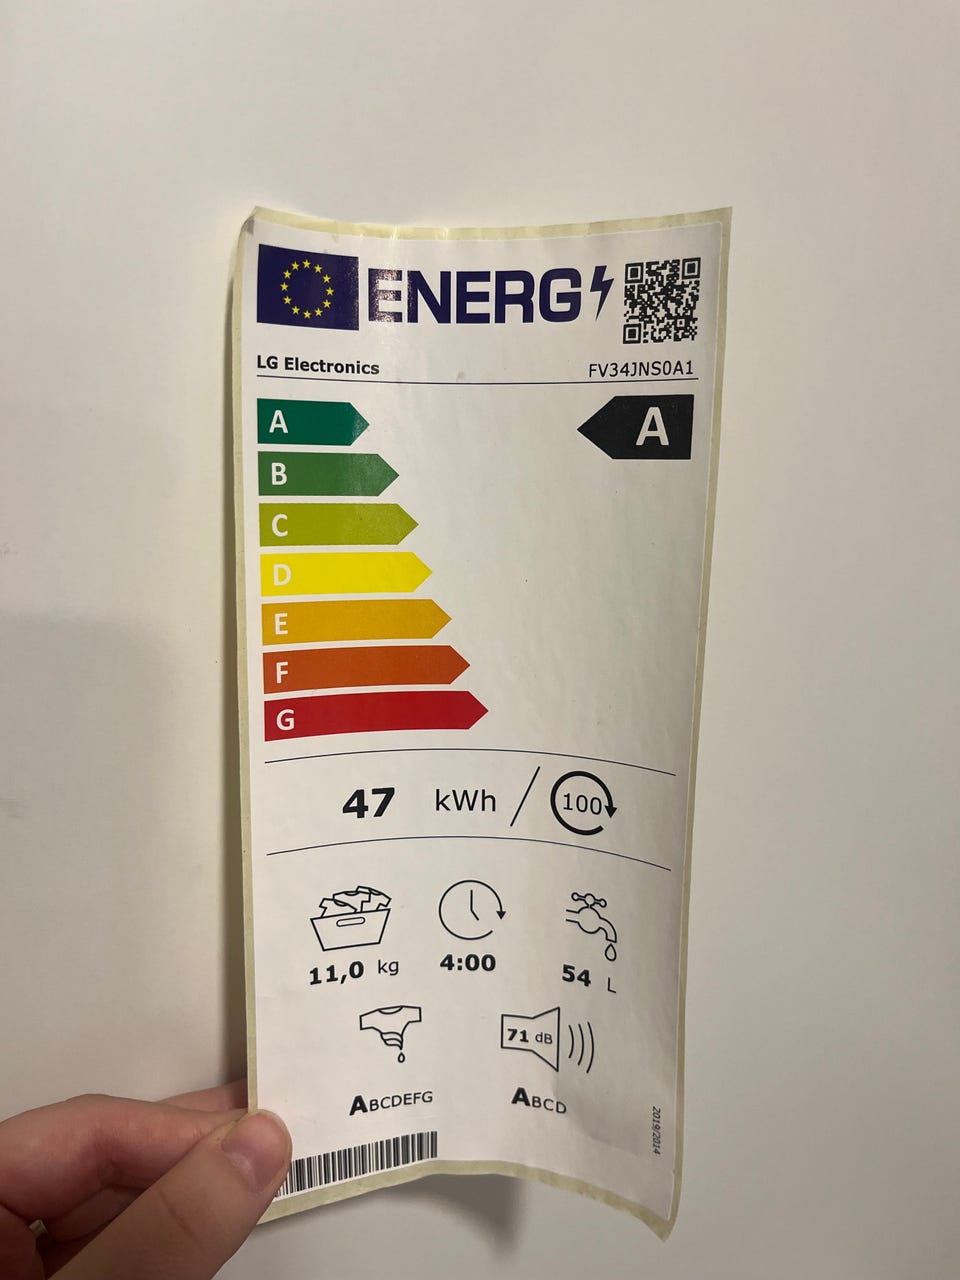 ENERG
LG Electronics FV34JNS0A1
A A
B
C
D
E
F
G
47 kWh / 100
11,0 kg 4:00 54 L
71 dB
ABCDEFG ABCD
2019/2014